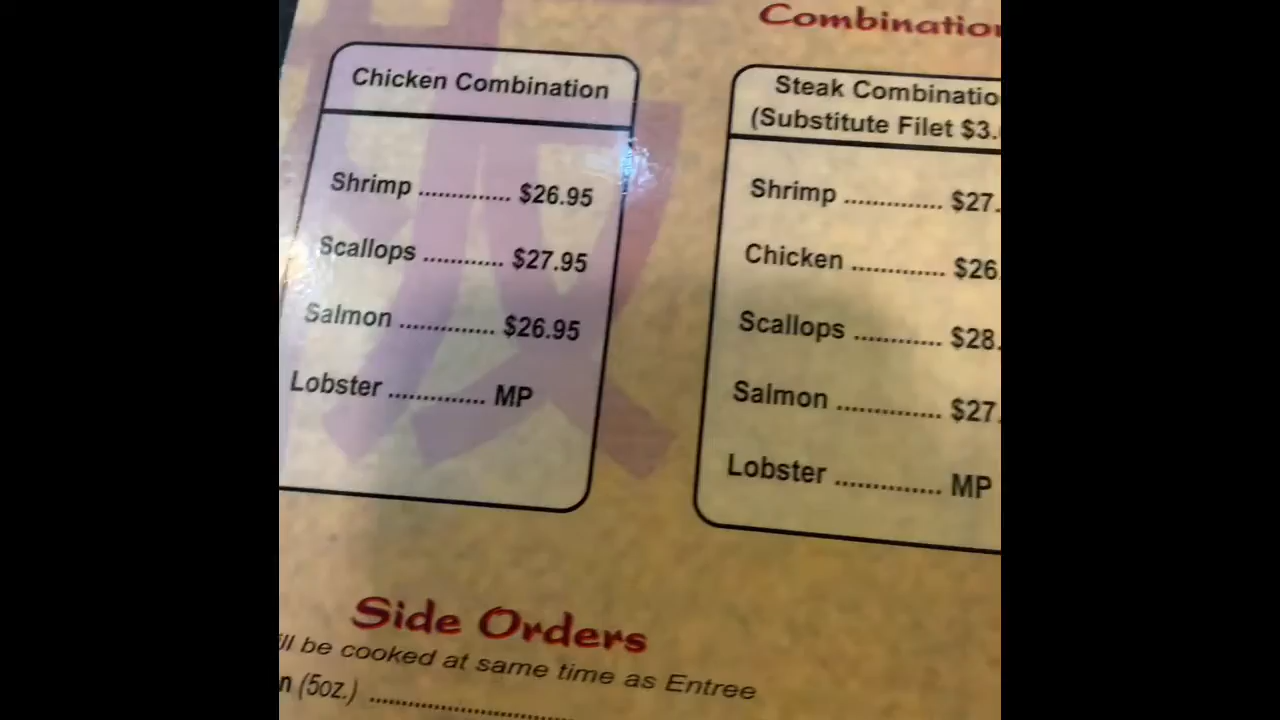 Combination
Chicken Combination
Shrimp .............. $26.95
Scallops ............ $27.95
Salmon .............. $26.95
Lobster .............. MP
Steak Combinatio
(Substitute Filet $3.
Shrimp .............. $27.
Chicken ............. $26
Scallops ............ $28.
Salmon .............. $27.
Lobster .............. MP
Side Orders
ill be cooked at same time as Entree
n (5oz.) ..........................